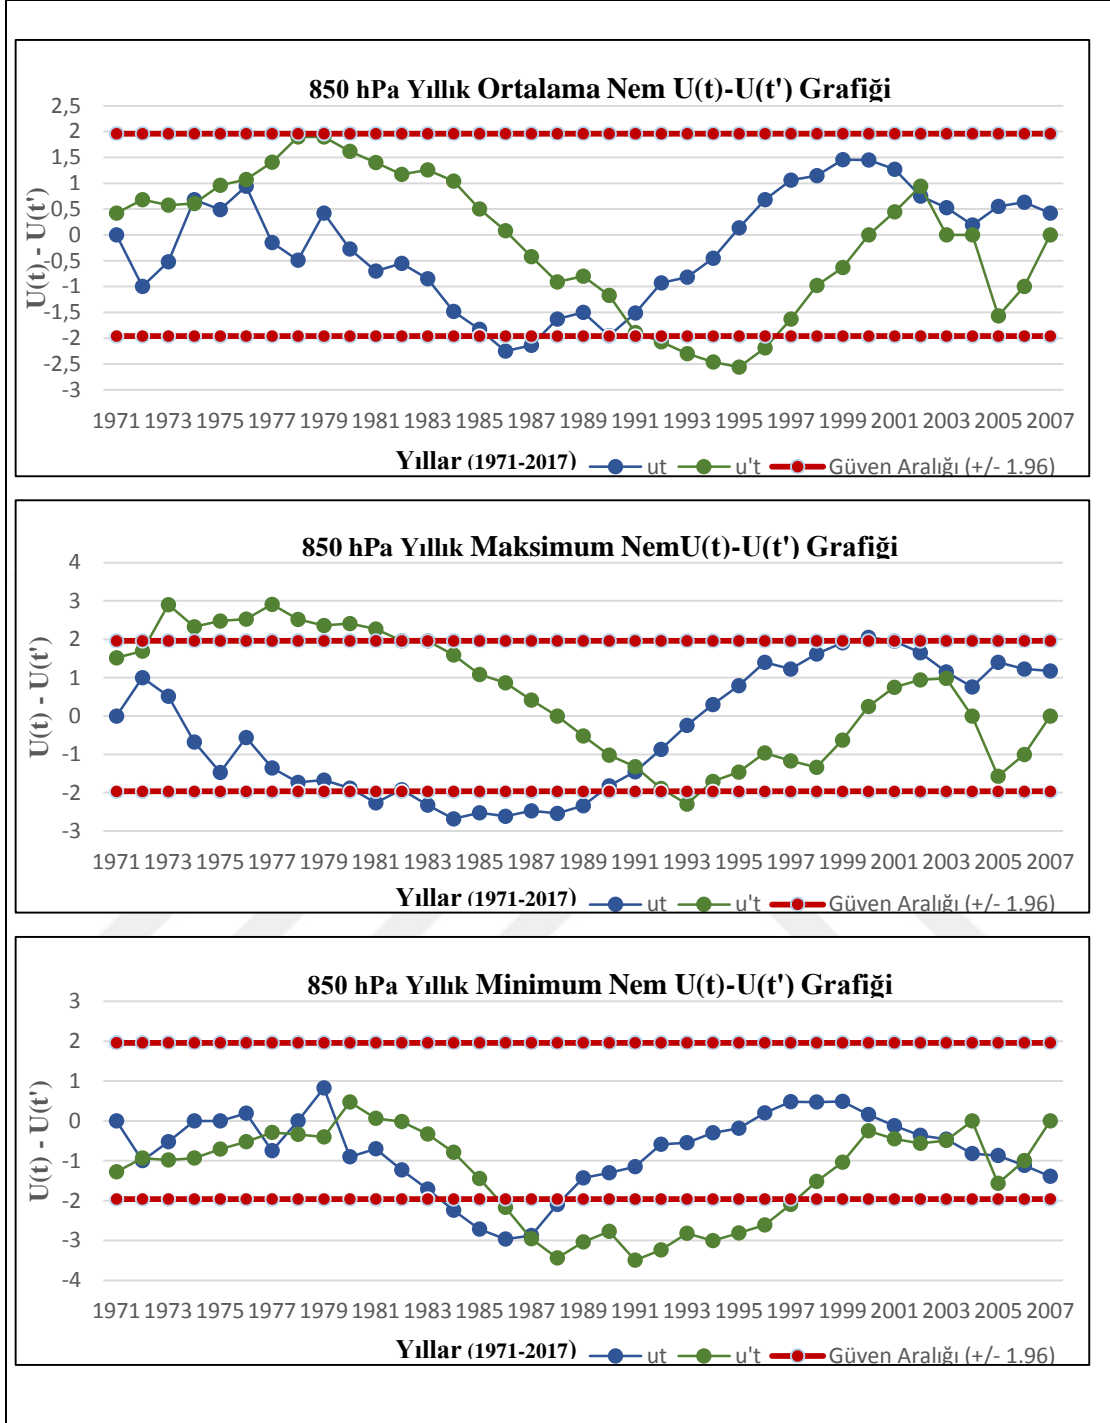 850 hPa Yıllık Ortalama Nem U(t)-U(t') Grafiği
2,5
2
1,5
1
0,5
0
-0,5
-1
-1,5
-2
-2,5
-3
U(t) - U(t')
1971 1973 1975 1977 1979 1981 1983 1985 1987 1989 1991 1993 1995 1997 1999 2001 2003 2005 2007
Yıllar (1971-2017) ut u't Güven Aralığı (+/- 1.96)
850 hPa Yıllık Maksimum NemU(t)-U(t') Grafiği
4
3
2
1
0
-1
-2
-3
U(t) - U(t')
1971 1973 1975 1977 1979 1981 1983 1985 1987 1989 1991 1993 1995 1997 1999 2001 2003 2005 2007
Yıllar (1971-2017) ut u't Güven Aralığı (+/- 1.96)
850 hPa Yıllık Minimum Nem U(t)-U(t') Grafiği
3
2
1
0
-1
-2
-3
-4
U(t) - U(t')
1971 1973 1975 1977 1979 1981 1983 1985 1987 1989 1991 1993 1995 1997 1999 2001 2003 2005 2007
Yıllar (1971-2017) ut u't Güven Aralığı (+/- 1.96)